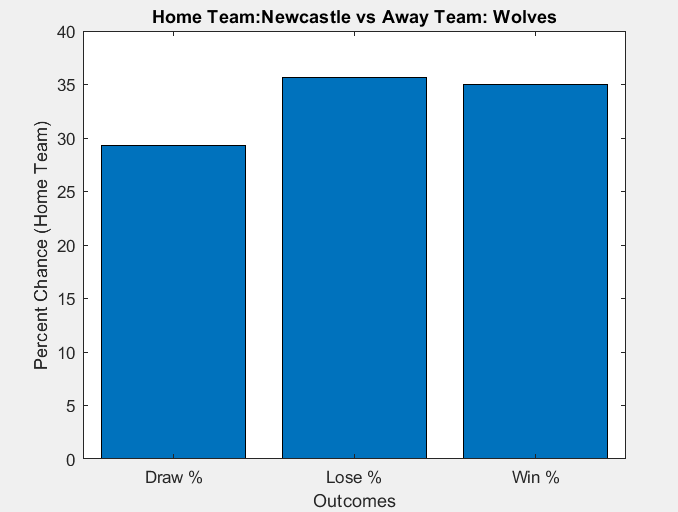 Home Team:Newcastle vs Away Team: Wolves
40
35
30
25
20
15
10
5
0
Percent Chance (Home Team)
Draw % Lose % Win %
Outcomes